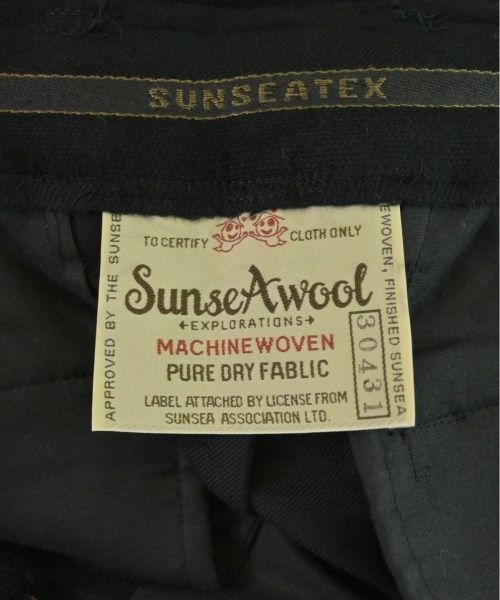 SUNSEATEX
TO CERTIFY CLOTH ONLY
SunseAwool
EXPLORATIONS
MACHINEWOVEN
PURE DRY FABLIC
LABEL ATTACHED BY LICENSE FROM
SUNSEA ASSOCIATION LTD.
30431
APPROVED BY THE SUNSE
EWOVEN, FINISHED SUNSEA